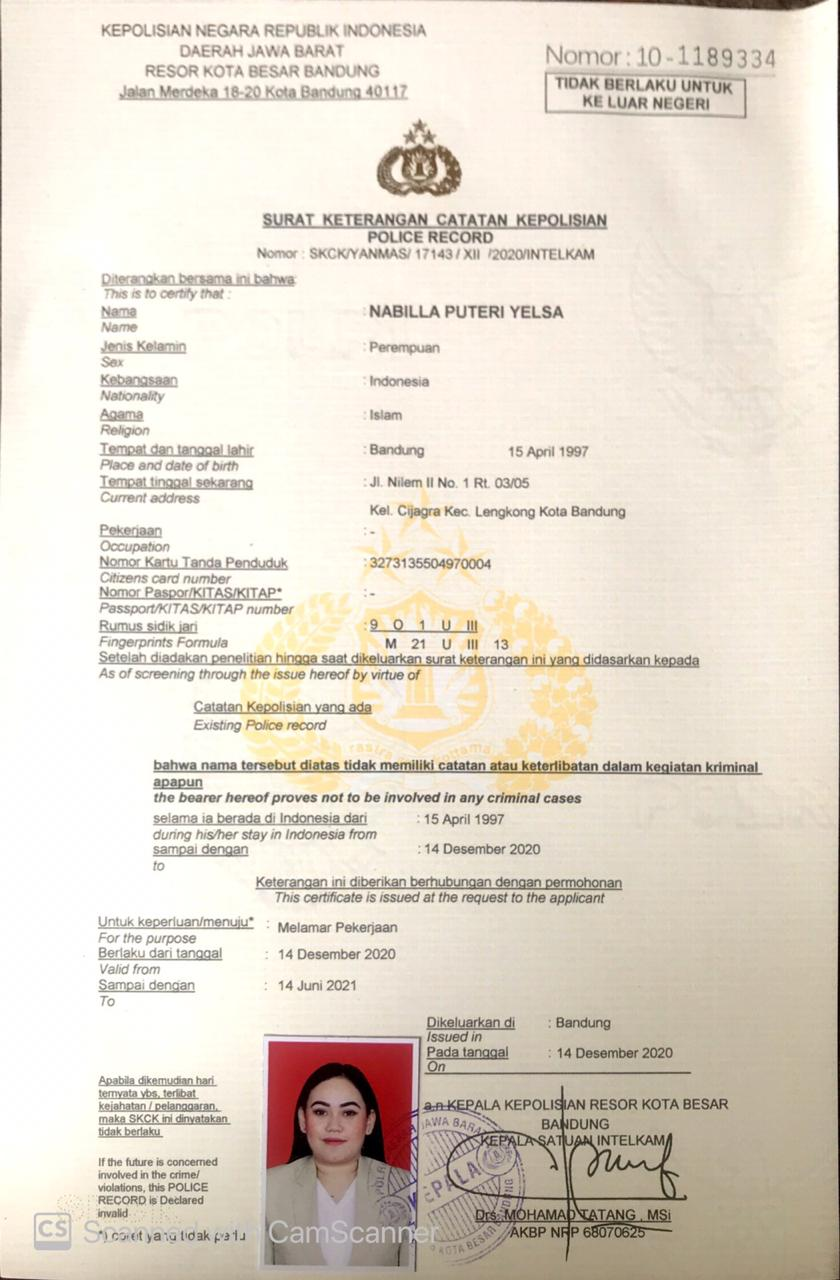 KEPOLISIAN NEGARA REPUBLIK INDONESIA
DAERAH JAWA BARAT
RESOR KOTA BESAR BANDUNG
Jalan Merdeka 18-20 Kota Bandung 40117
Nomor : 10-1189334
TIDAK BERLAKU UNTUK
KE LUAR NEGERI
SURAT KETERANGAN CATATAN KEPOLISIAN
POLICE RECORD
Nomor : SKCK/YANMAS/ 17143 / XII /2020/INTELKAM
Diterangkan bersama ini bahwa:
This is to certify that :
Nama : NABILLA PUTERI YELSA
Name
Jenis Kelamin : Perempuan
Sex
Kebangsaan : Indonesia
Nationality
Agama : Islam
Religion
Tempat dan tanggal lahir : Bandung 15 April 1997
Place and date of birth
Tempat tinggal sekarang : Jl. Nilem II No. 1 Rt. 03/05
Current address
Kel. Cijagra Kec. Lengkong Kota Bandung
Pekerjaan : -
Occupation
Nomor Kartu Tanda Penduduk : 3273135504970004
Citizens card number
Nomor Paspor/KITAS/KITAP* : -
Passport/KITAS/KITAP number
Rumus sidik jari : 9 O 1 U III
Fingerprints Formula M 21 U III 13
Setelah diadakan penelitian hingga saat dikeluarkan surat keterangan ini yang didasarkan kepada
As of screening through the issue hereof by virtue of
Catatan Kepolisian yang ada
Existing Police record
bahwa nama tersebut diatas tidak memiliki catatan atau keterlibatan dalam kegiatan kriminal
apapun
the bearer hereof proves not to be involved in any criminal cases
selama ia berada di Indonesia dari : 15 April 1997
during his/her stay in Indonesia from
sampai dengan : 14 Desember 2020
to
Keterangan ini diberikan berhubungan dengan permohonan
This certificate is issued at the request to the applicant
Untuk keperluan/menuju* : Melamar Pekerjaan
For the purpose
Berlaku dari tanggal : 14 Desember 2020
Valid from
Sampai dengan : 14 Juni 2021
To
Dikeluarkan di : Bandung
Issued in
Pada tanggal : 14 Desember 2020
On
Apabila dikemudian hari
ternyata ybs, terlibat
kejahatan / pelanggaran,
maka SKCK ini dinyatakan
tidak berlaku
If the future is concerned
involved in the crime/
violations, this POLICE
RECORD is Declared
invalid
*) coret yang tidak perlu
a.n KEPALA KEPOLISIAN RESOR KOTA BESAR
BANDUNG
KEPALA SATUAN INTELKAM
KEPALA
Drs. MOHAMAD TATANG , MSi
AKBP NRP 68070625
CS Scanned with CamScanner